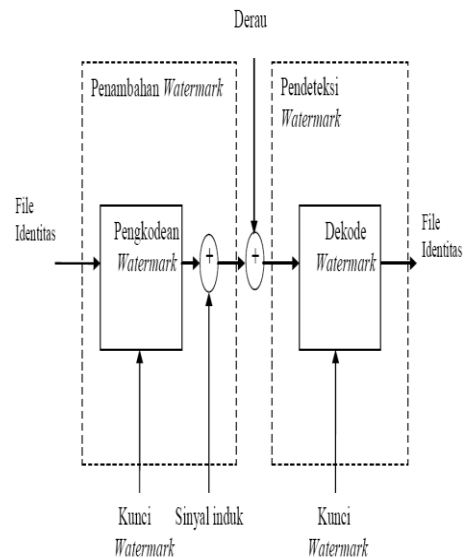 Derau
Penambahan Watermark
Pendeteksi
Watermark
File
Identitas
Pengkodean
Watermark
+
+
Dekode
Watermark
File
Identitas
Kunci
Watermark
Sinyal induk
Kunci
Watermark